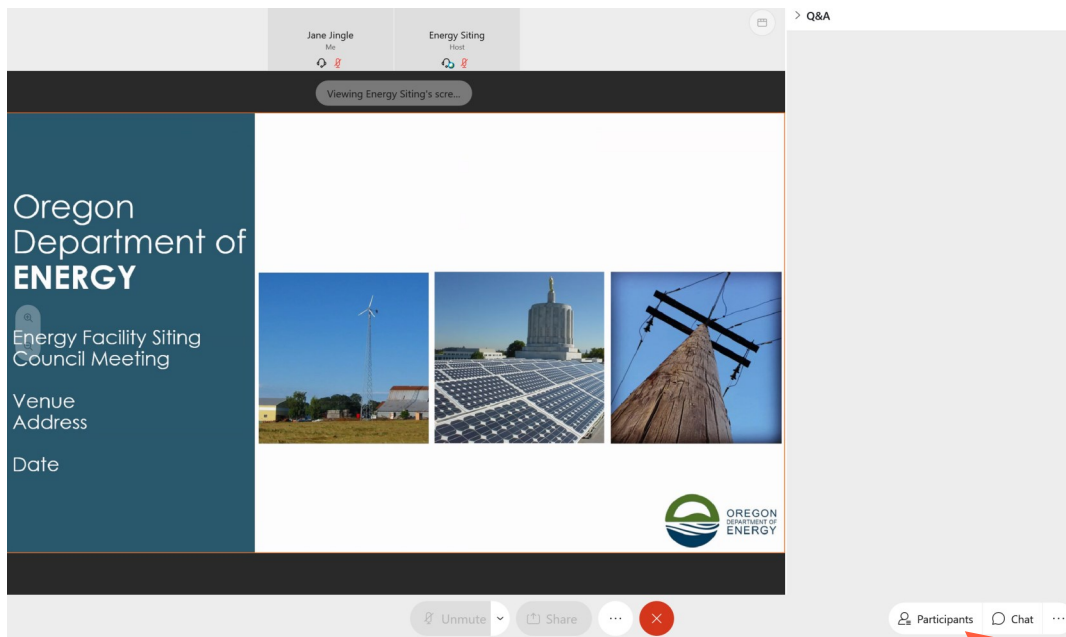 Jane Jingle
Me
Energy Siting
Host
Q&A
Viewing Energy Siting's scre...
Oregon
Department of
ENERGY
Energy Facility Siting
Council Meeting
Venue
Address
Date
OREGON
DEPARTMENT OF
ENERGY
Unmute
Share
Participants
Chat